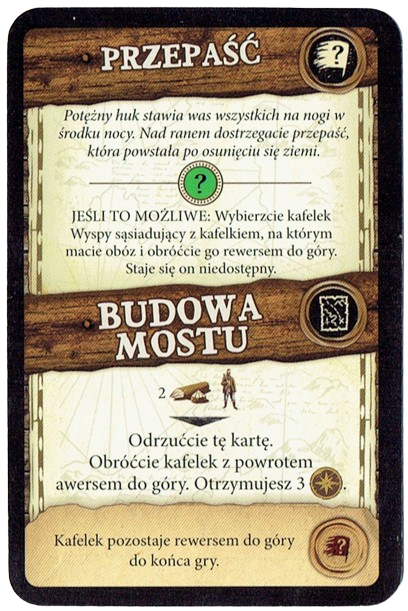 PRZEPAŚĆ
?
Potężny huk stawia was wszystkich na nogi w
środku nocy. Nad ranem dostrzegacie przepaść,
która powstała po osunięciu się ziemi.
?
JEŚLI TO MOŻLIWE: Wybierzcie kafelek
Wyspy sąsiadujący z kafelkiem, na którym
macie obóz i obróćcie go rewersem do góry.
Staje się on niedostępny.
BUDOWA
MOSTU
2
Odrzućcie tę kartę.
Obróćcie kafelek z powrotem
awersem do góry. Otrzymujesz 3 .
Kafelek pozostaje rewersem do góry
do końca gry.
?